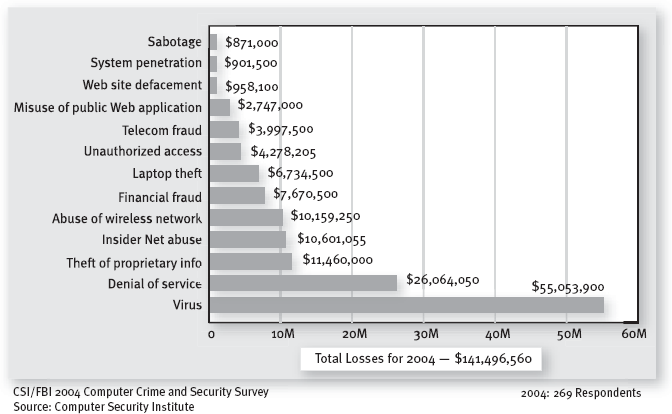 Sabotage $871,000
System penetration $901,500
Web site defacement $958,100
Misuse of public Web application $2,747,000
Telecom fraud $3,997,500
Unauthorized access $4,278,205
Laptop theft $6,734,500
Financial fraud $7,670,500
Abuse of wireless network $10,159,250
Insider Net abuse $10,601,055
Theft of proprietary info $11,460,000
Denial of service $26,064,050
Virus $55,053,900
0 10M 20M 30M 40M 50M 60M
Total Losses for 2004 — $141,496,560
CSI/FBI 2004 Computer Crime and Security Survey
Source: Computer Security Institute
2004: 269 Respondents